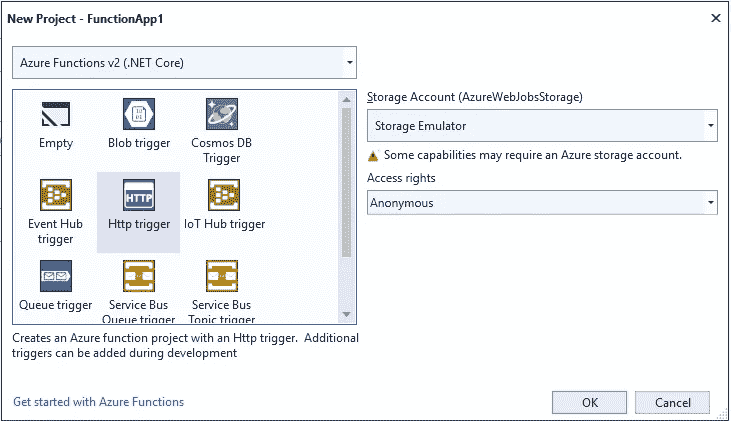 New Project - FunctionApp1
Azure Functions v2 (.NET Core)
Empty
Blob trigger
Cosmos DB
Trigger
Event Hub
trigger
HTTP
Http trigger
IoT Hub trigger
Queue trigger
Service Bus
Queue trigger
Service Bus
Topic trigger
Creates an Azure function project with an Http trigger. Additional
triggers can be added during development
Get started with Azure Functions
Storage Account (AzureWebJobsStorage)
Storage Emulator
Some capabilities may require an Azure storage account.
Access rights
Anonymous
OK
Cancel